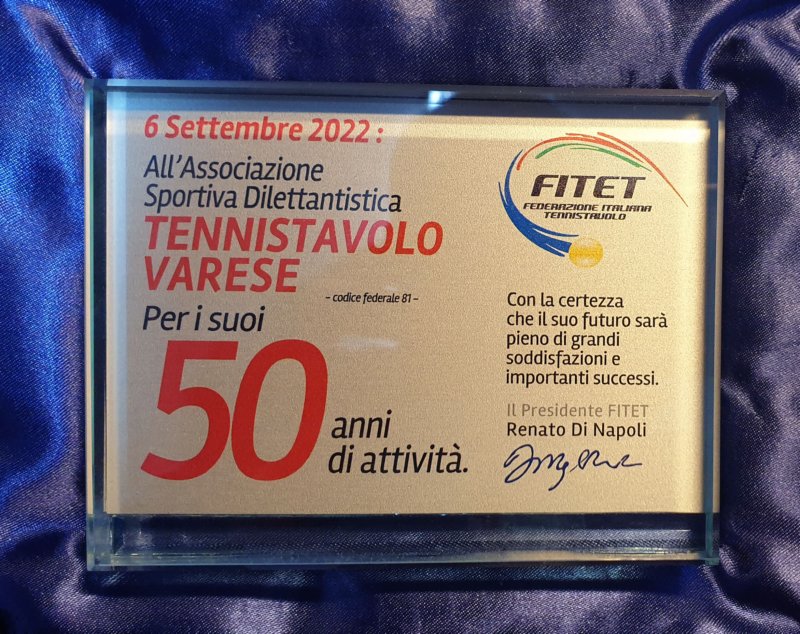 6 Settembre 2022 :
All'Associazione
Sportiva Dilettantistica
TENNISTAVOLO
VARESE
- codice federale 81 -
Per i suoi
50
anni
di attività.
FITET
FEDERAZIONE ITALIANA
TENNISTAVOLO
Con la certezza
che il suo futuro sarà
pieno di grandi
soddisfazioni e
importanti successi.
Il Presidente FITET
Renato Di Napoli